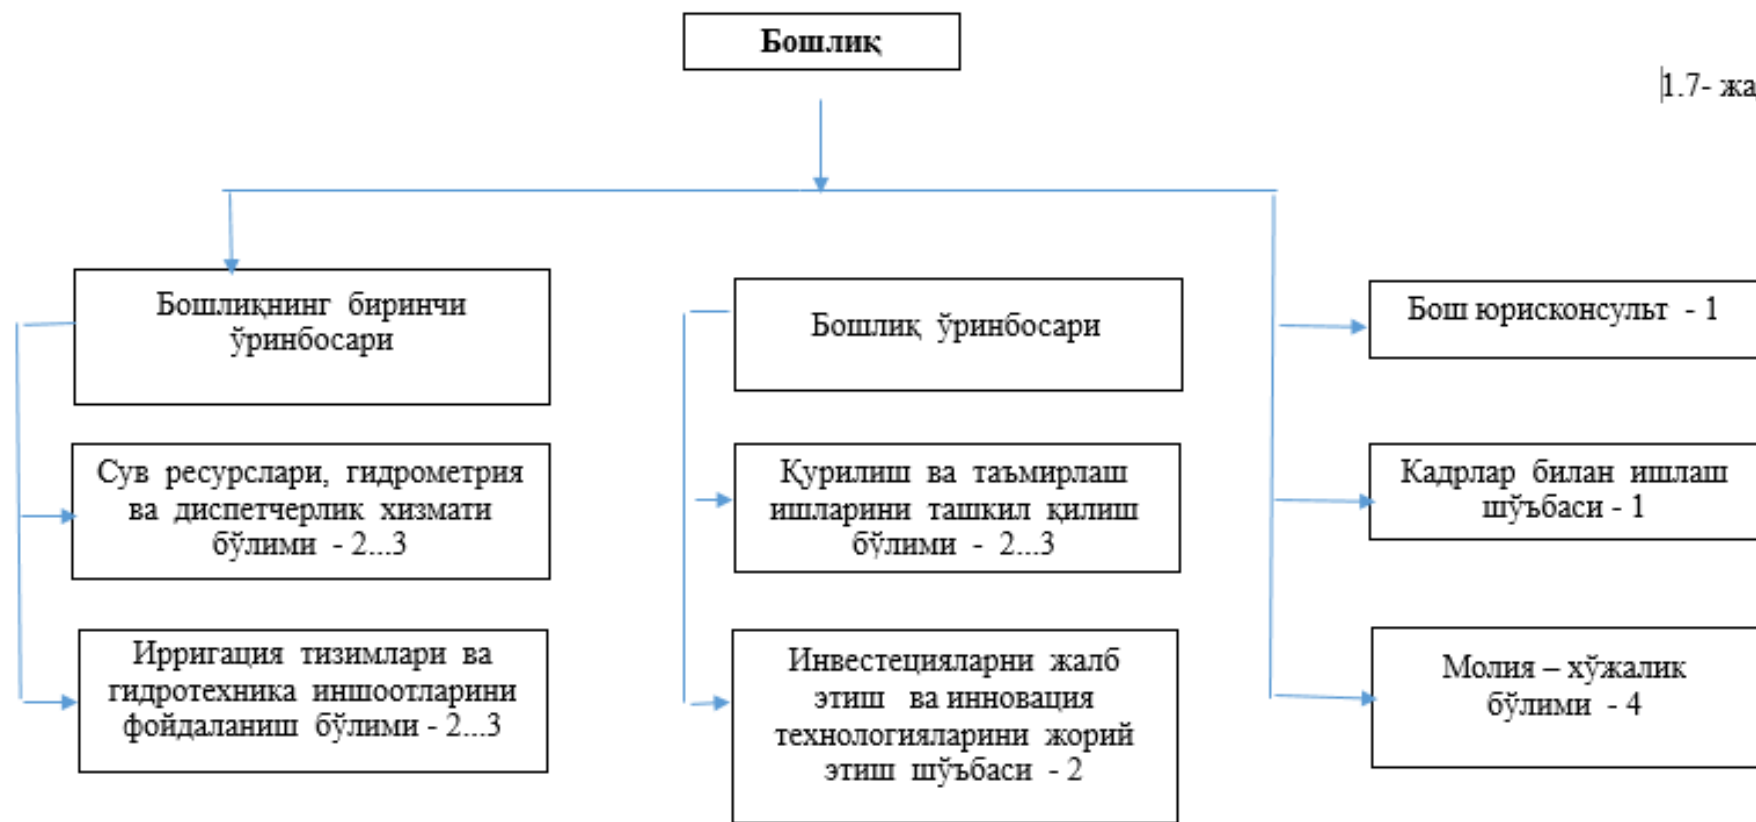 Бошлиқ
1.7- жа
Бошлиқнинг биринчи
ўринбосари
Бошлиқ ўринбосари
Бош юрисконсульт - 1
Сув ресурслари, гидрометрия
ва диспетчерлик хизмати
бўлими - 2...3
Қурилиш ва таъмирлаш
ишларини ташкил қилиш
бўлими - 2...3
Кадрлар билан ишлаш
шўъбаси - 1
Ирригация тизимлари ва
гидротехника иншоотларини
фойдаланиш бўлими - 2...3
Инвестецияларни жалб
этиш ва инновация
технологияларини жорий
этиш шўъбаси - 2
Молия – хўжалик
бўлими - 4